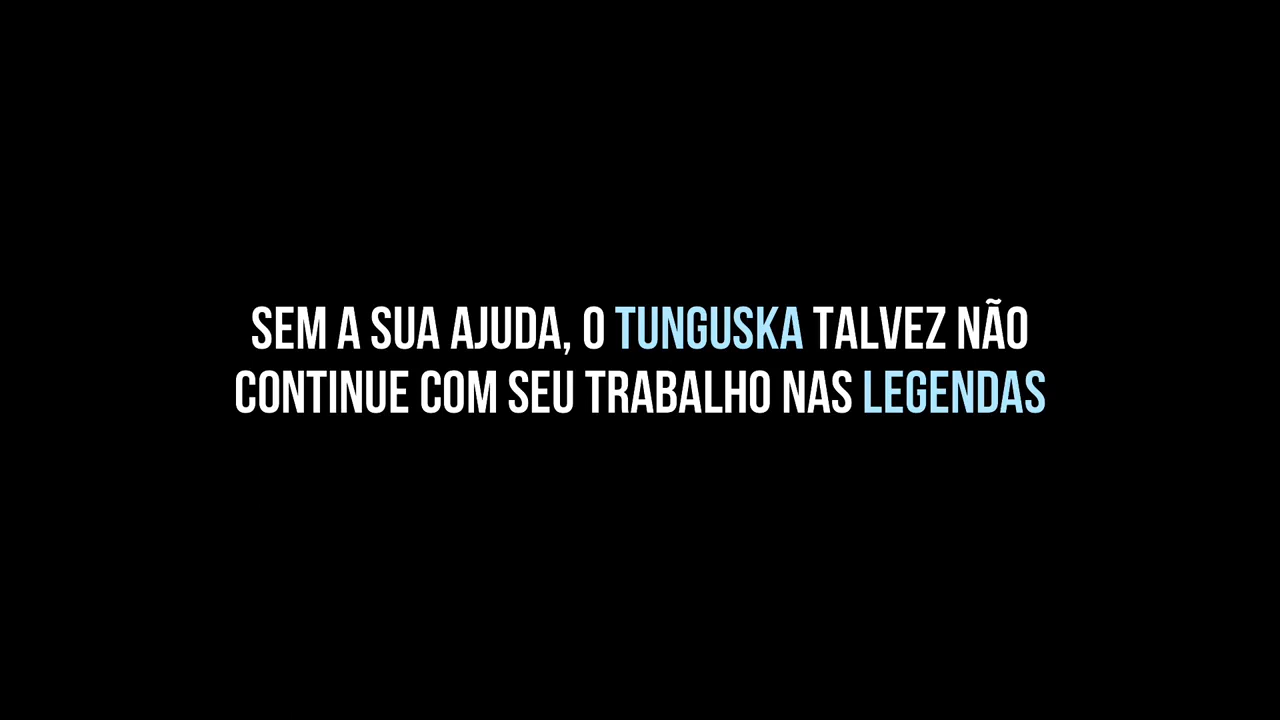 SEM A SUA AJUDA, O TUNGUSKA TALVEZ NÃO
CONTINUE COM SEU TRABALHO NAS LEGENDAS